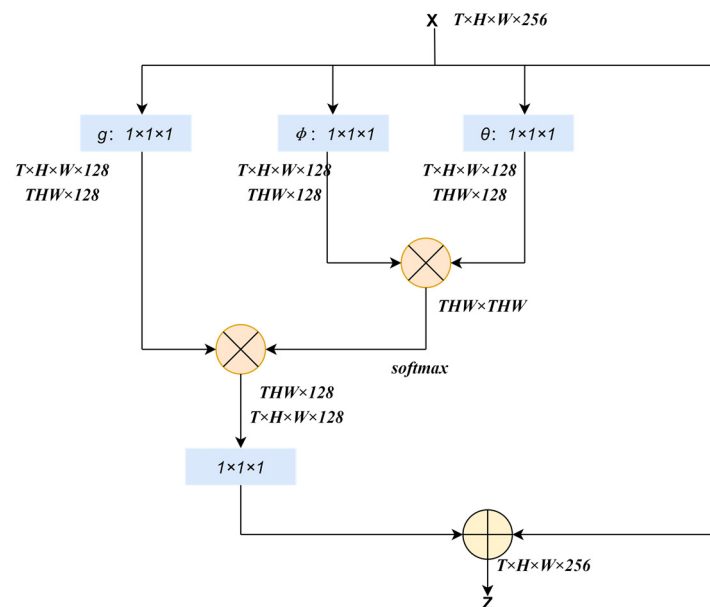 X T×H×W×256
g: 1×1×1
ϕ: 1×1×1
θ: 1×1×1
T×H×W×128
THW×128
T×H×W×128
THW×128
T×H×W×128
THW×128
THW×THW
softmax
THW×128
T×H×W×128
1×1×1
T×H×W×256
Z